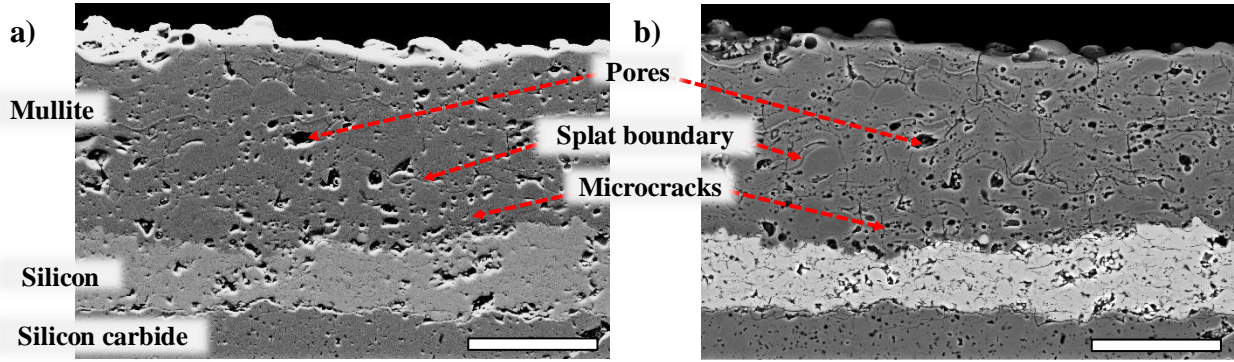 a)
b)
Pores
Mullite
Splat boundary
Microcracks
Silicon
Silicon carbide